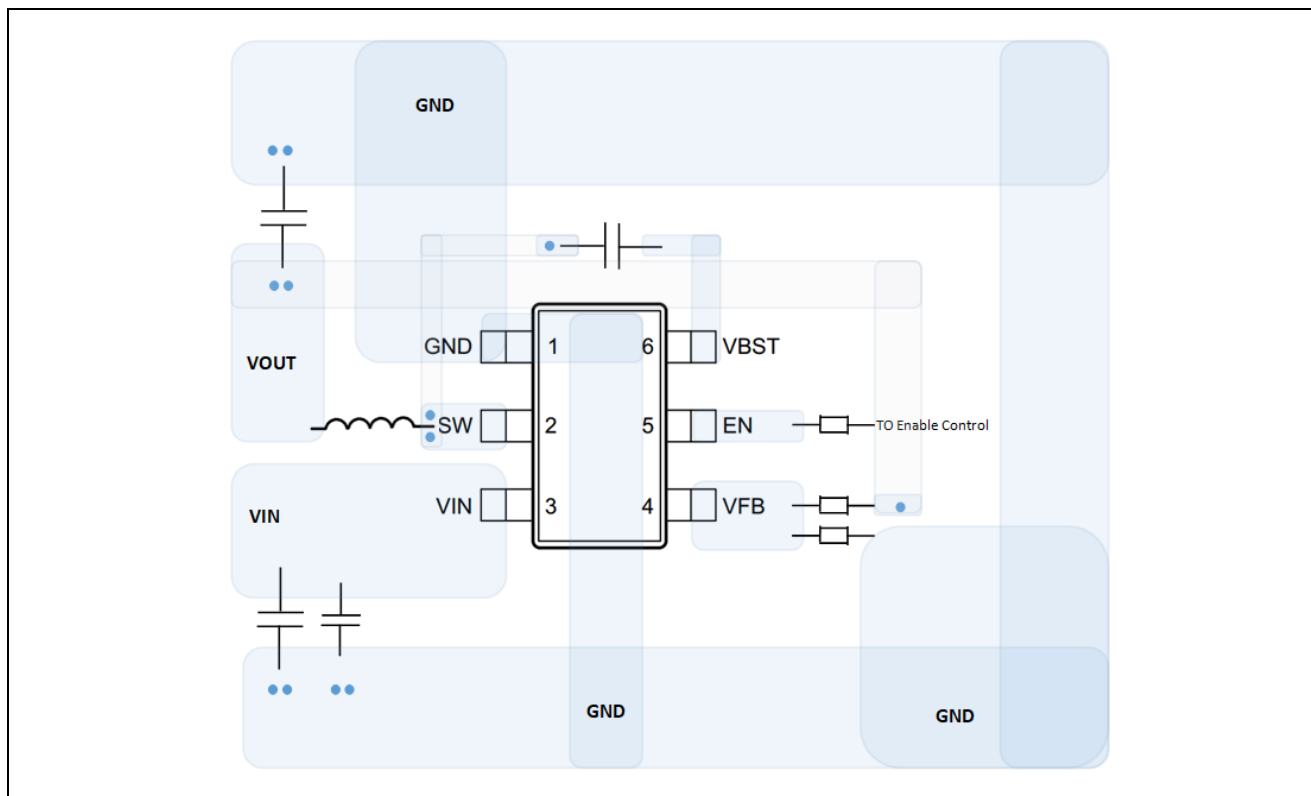 GND
GND 1 6 VBST
VOUT
SW 2 5 EN TO Enable Control
VIN 3 4 VFB
VIN
GND
GND